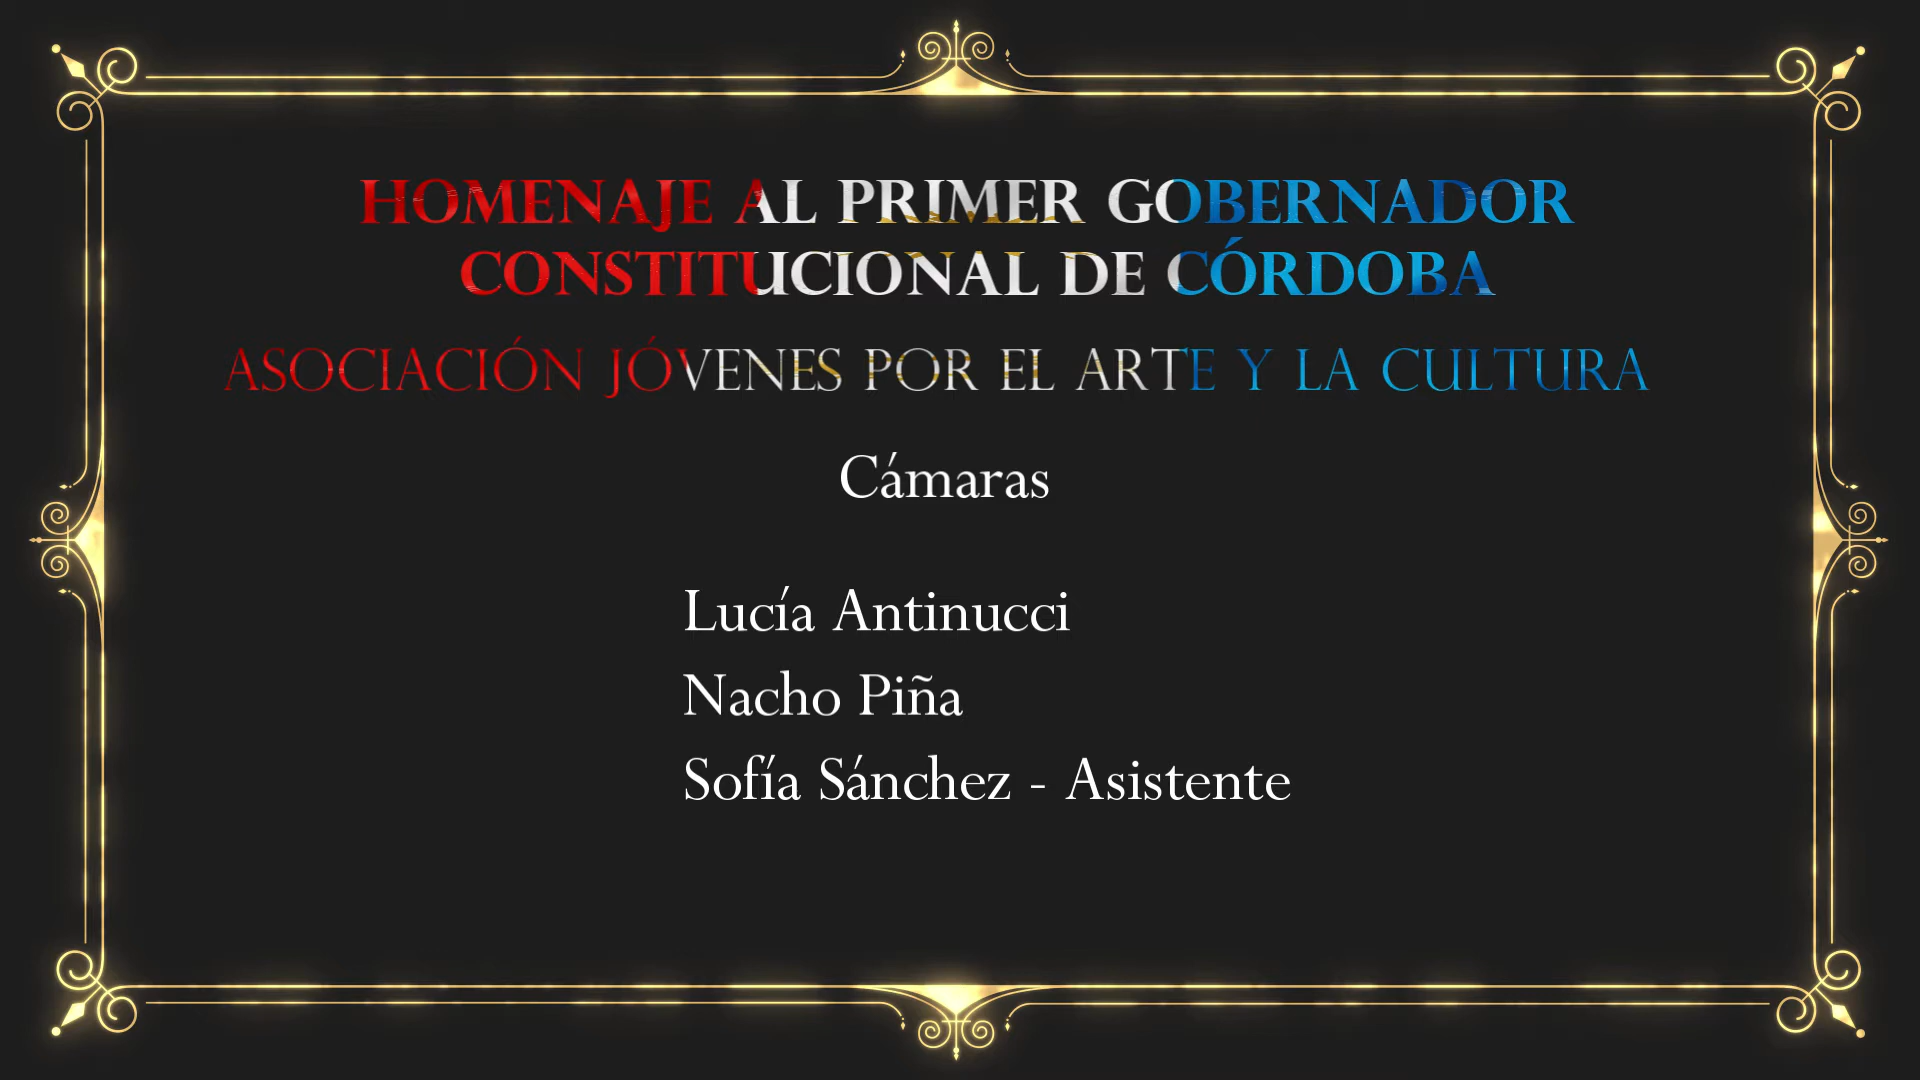 HOMENAJE AL PRIMER GOBERNADOR
CONSTITUCIONAL DE CÓRDOBA
ASOCIACIÓN JÓVENES POR EL ARTE Y LA CULTURA
Cámaras
Lucía Antinucci
Nacho Piña
Sofía Sánchez - Asistente